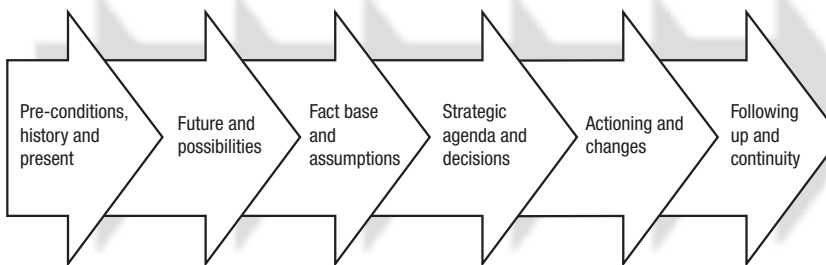 Pre-conditions,
history and
present
Future and
possibilities
Fact base
and
assumptions
Strategic
agenda and
decisions
Actioning and
changes
Following
up and
continuity